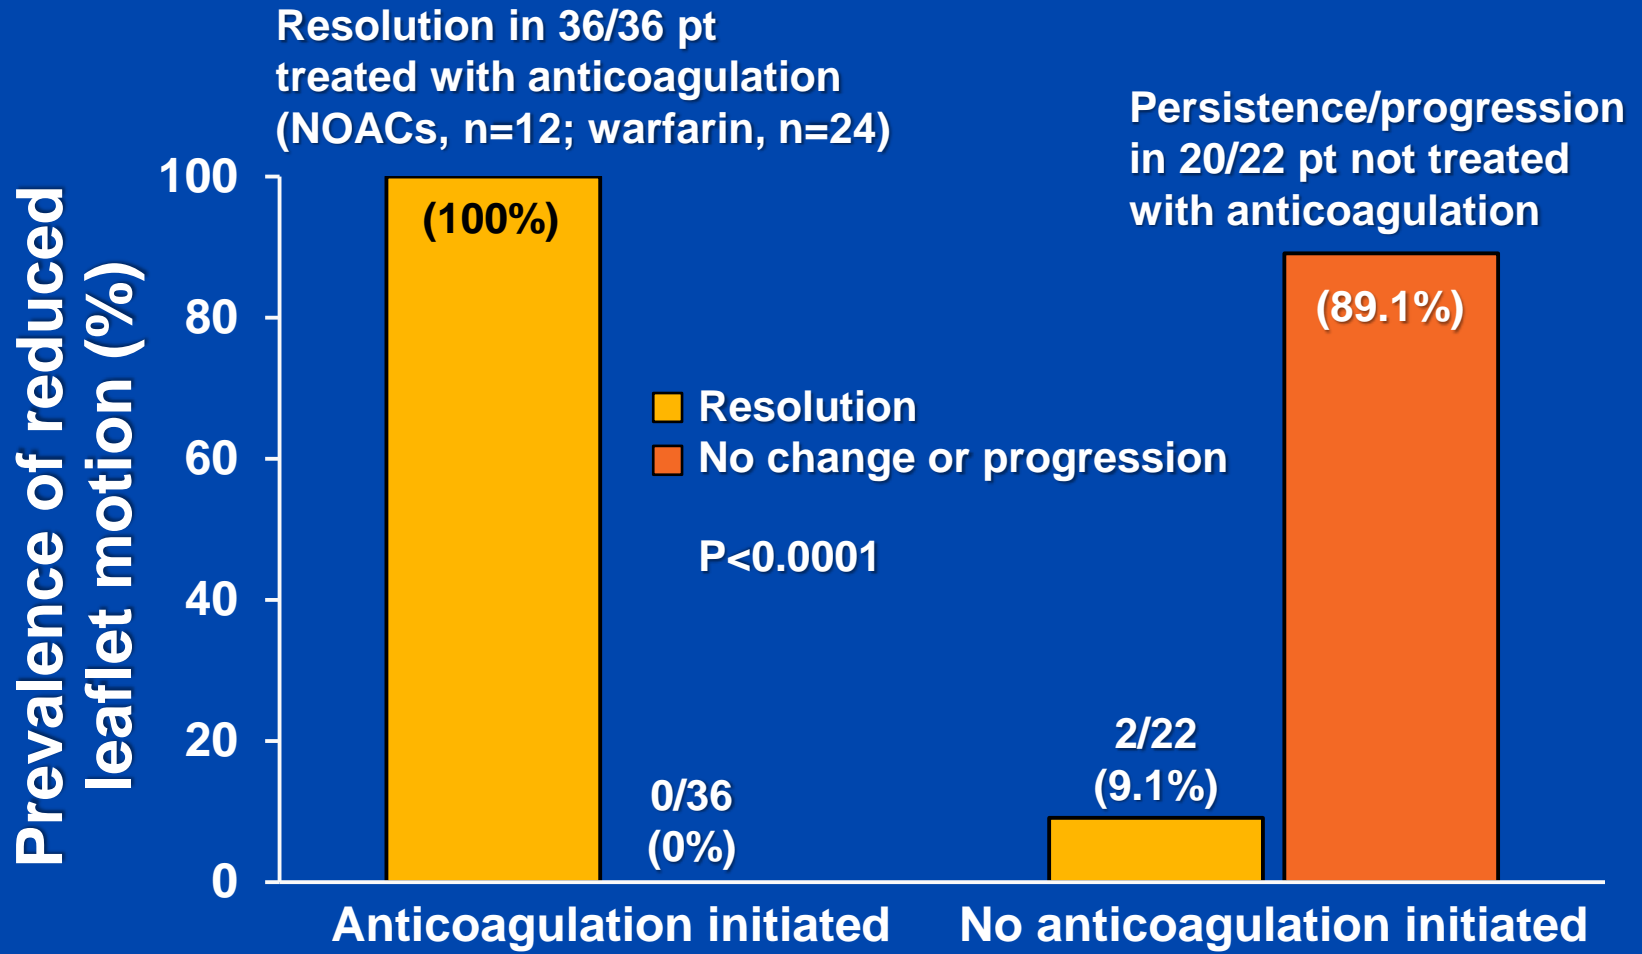 Resolution in 36/36 pt
treated with anticoagulation
(NOACs, n=12; warfarin, n=24)
Persistence/progression
in 20/22 pt not treated
with anticoagulation
Prevalence of reduced
leaflet motion (%)
100
80
60
40
20
0
(100%)
(89.1%)
Resolution
No change or progression
P<0.0001
0/36
(0%)
2/22
(9.1%)
Anticoagulation initiated
No anticoagulation initiated